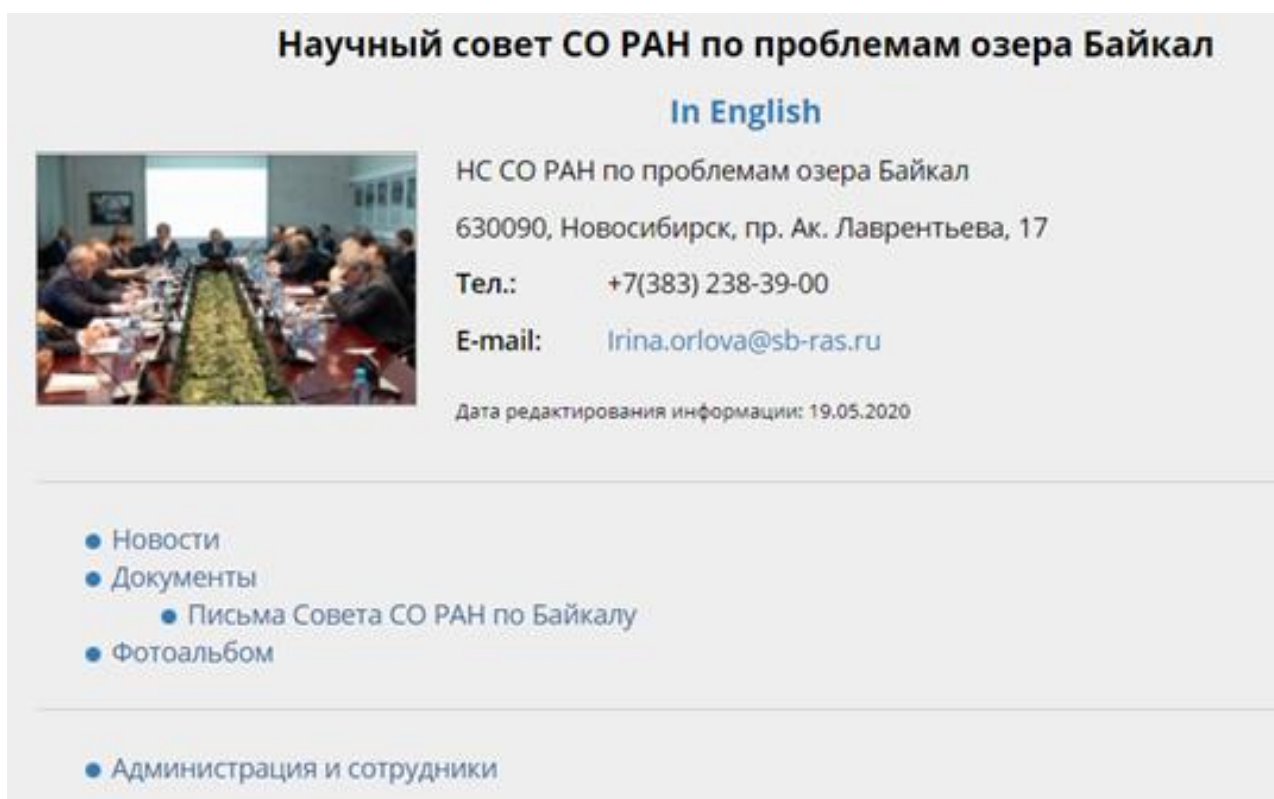 Научный совет СО РАН по проблемам озера Байкал
In English
НС СО РАН по проблемам озера Байкал
630090, Новосибирск, пр. Ак. Лаврентьева, 17
Тел.: +7(383) 238-39-00
E-mail: Irina.orlova@sb-ras.ru
Дата редактирования информации: 19.05.2020
Новости
Документы
Письма Совета СО РАН по Байкалу
Фотоальбом
Администрация и сотрудники